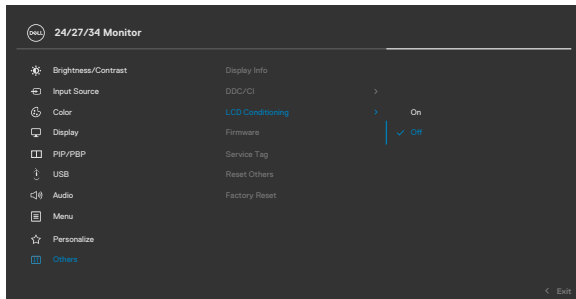 DELL 24/27/34 Monitor
Brightness/Contrast
Input Source
Color
Display
PIP/PBP
USB
Audio
Menu
Personalize
Others
Display Info
DDC/CI
LCD Conditioning
Firmware
Service Tag
Reset Others
Factory Reset
On
Off
Exit